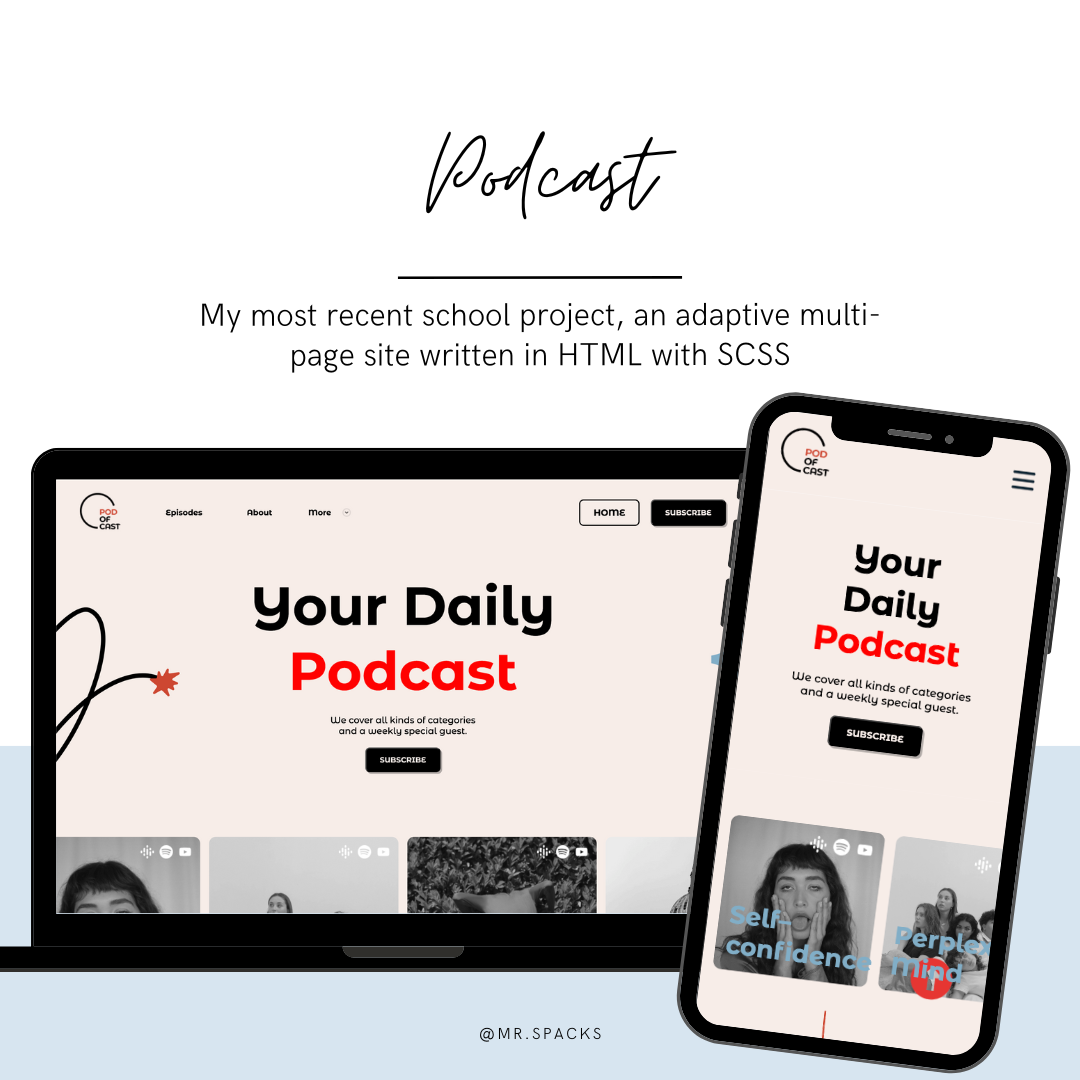 Podcast
My most recent school project, an adaptive multi-
page site written in HTML with SCSS
POD
OF
CAST
Episodes
About
More
HOME
SUBSCRIBE
Your Daily
Podcast
We cover all kinds of categories
and a weekly special guest.
SUBSCRIBE
POD
OF
CAST
Your
Daily
Podcast
We cover all kinds of categories
and a weekly special guest.
SUBSCRIBE
Self-
confidence
Perplex
mind
@MR.SPACKS